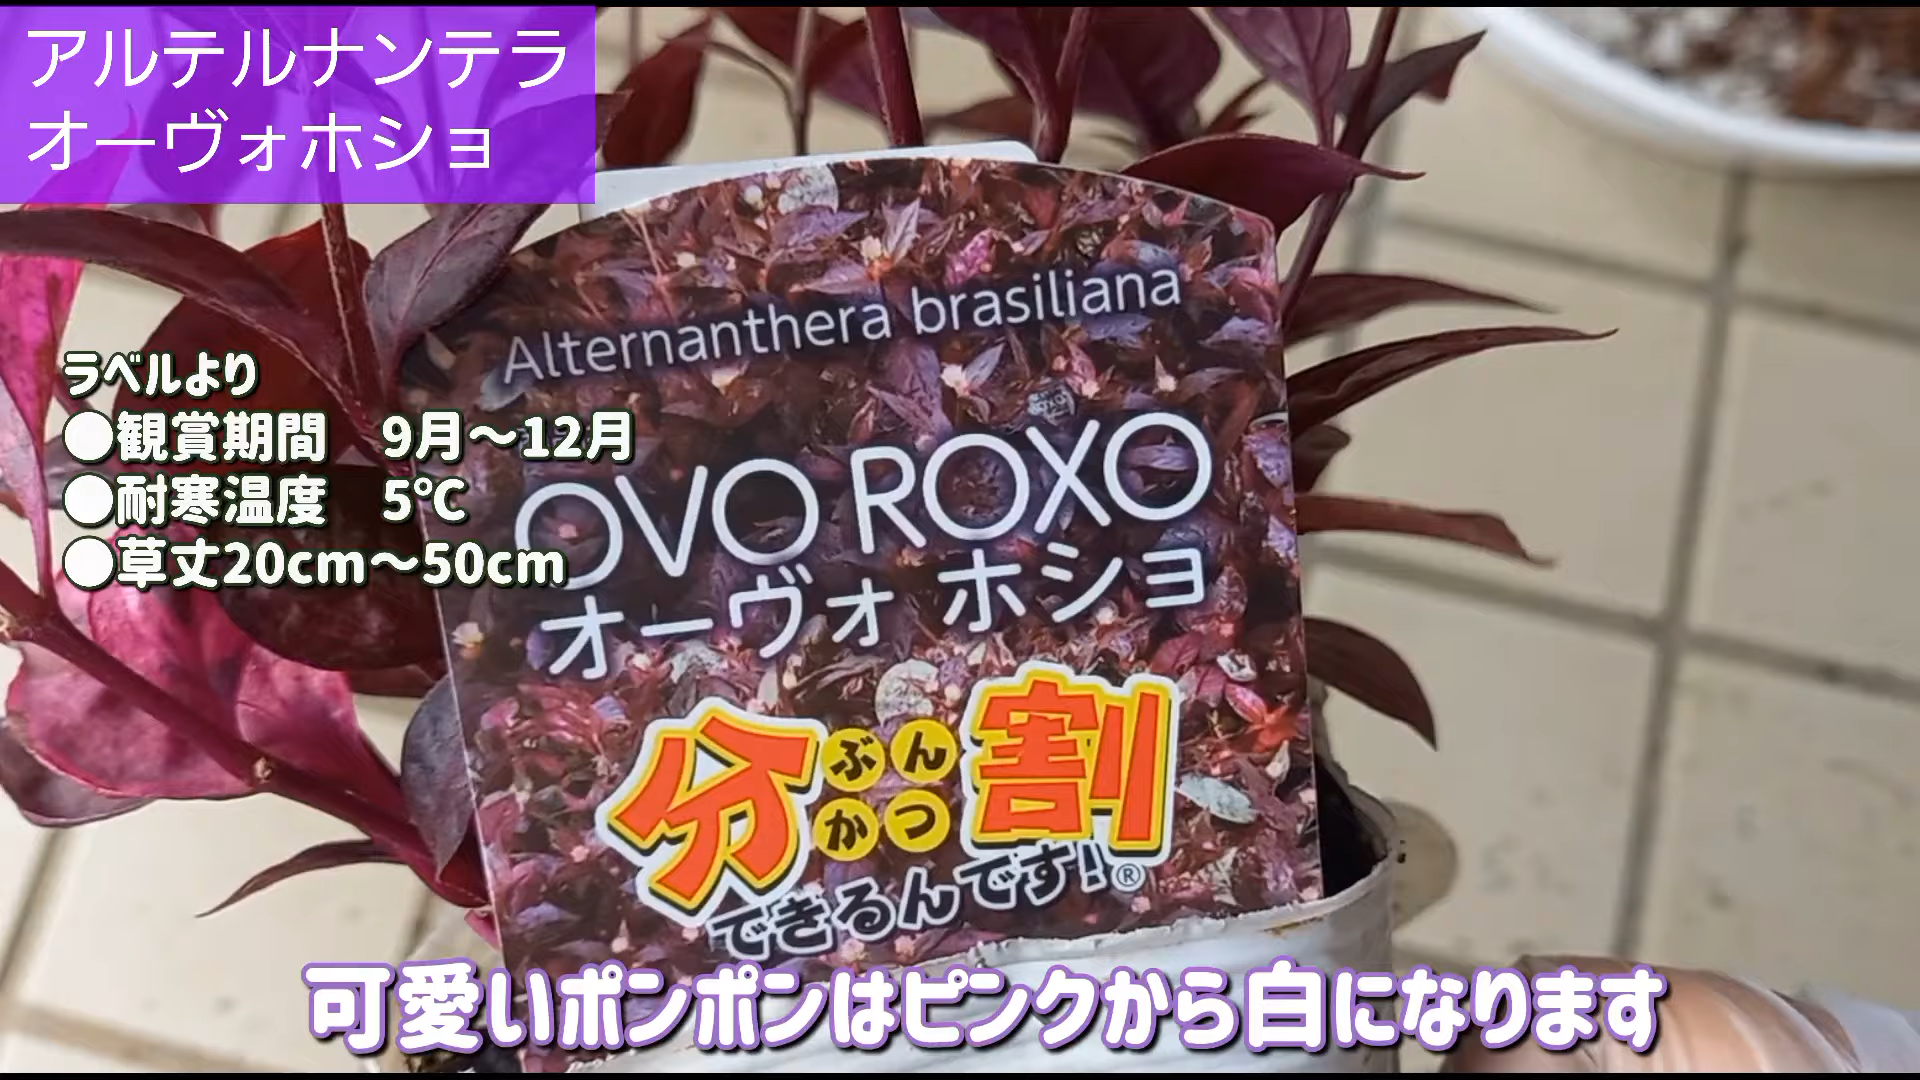 アルテルナンテラ
オーヴォホショ
ラベルより
●観賞期間　9月～12月
●耐寒温度　5℃
●草丈20cm～50cm
Alternanthera brasiliana
OVO ROXO
オーヴォ ホショ
分ぶんかつ割
できるんです!®
可愛いポンポンはピンクから白になります